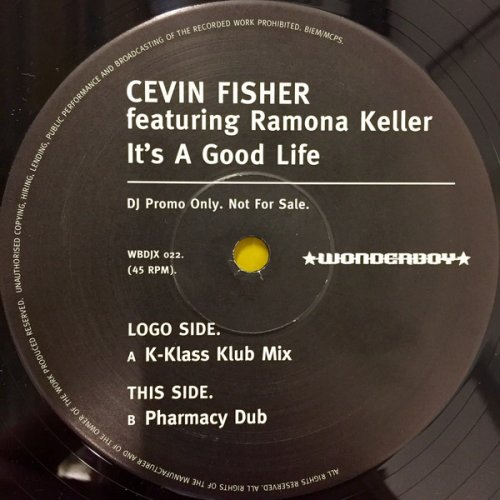 UNAUTHORISED COPYING, HIRING, LENDING, PUBLIC PERFORMANCE AND BROADCASTING OF THE RECORDED WORK PROHIBITED. BIEM/MCPS.
CEVIN FISHER
featuring Ramona Keller
It's A Good Life
DJ Promo Only. Not For Sale.
WBDJX 022.
(45 RPM).
★WONDERBOY★
LOGO SIDE.
A K-Klass Klub Mix
THIS SIDE.
B Pharmacy Dub
ALL RIGHTS RESERVED. ALL RIGHTS OF THE MANUFACTURER AND OF THE OWNER OF THE WORK PRODUCED RESERVED.